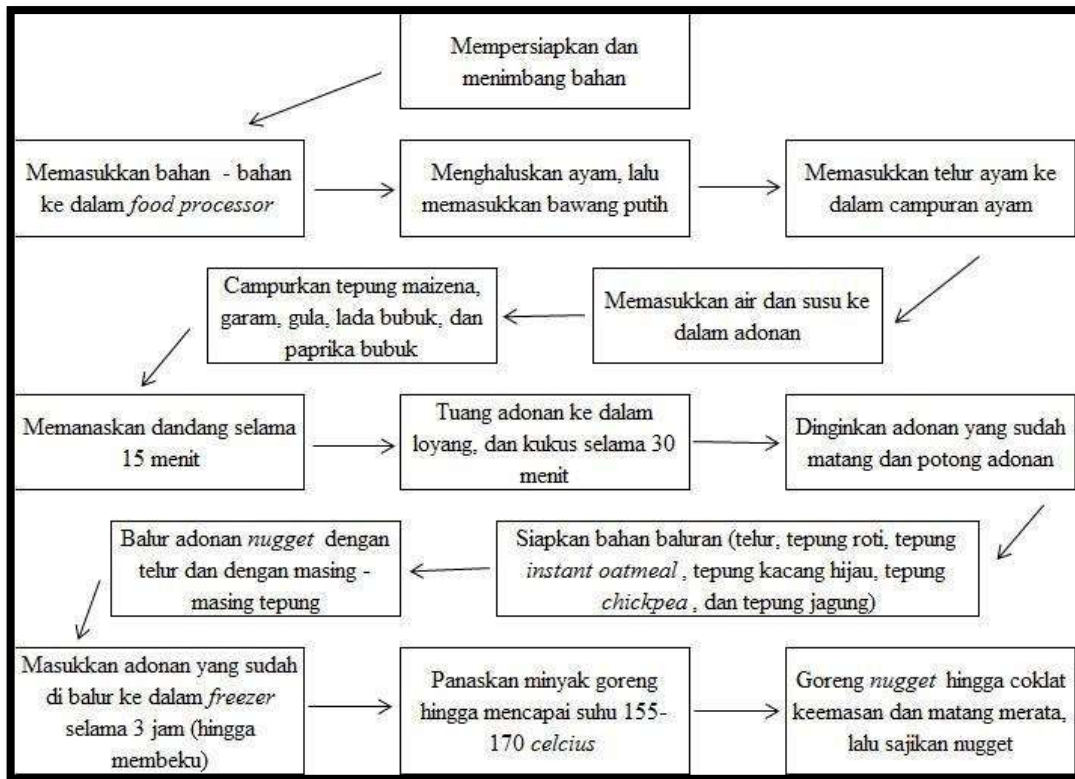 Mempersiapkan dan
menimbang bahan
Memasukkan bahan - bahan
ke dalam food processor
Menghaluskan ayam, lalu
memasukkan bawang putih
Memasukkan telur ayam ke
dalam campuran ayam
Memasukkan air dan susu ke
dalam adonan
Campurkan tepung maizena,
garam, gula, lada bubuk, dan
paprika bubuk
Memanaskan dandang selama
15 menit
Tuang adonan ke dalam
loyang, dan kukus selama 30
menit
Dinginkan adonan yang sudah
matang dan potong adonan
Siapkan bahan baluran (telur, tepung roti, tepung
instant oatmeal, tepung kacang hijau, tepung
chickpea, dan tepung jagung)
Balur adonan nugget dengan
telur dan dengan masing -
masing tepung
Masukkan adonan yang sudah
di balur ke dalam freezer
selama 3 jam (hingga
membeku)
Panaskan minyak goreng
hingga mencapai suhu 155-
170 celcius
Goreng nugget hingga coklat
keemasan dan matang merata,
lalu sajikan nugget